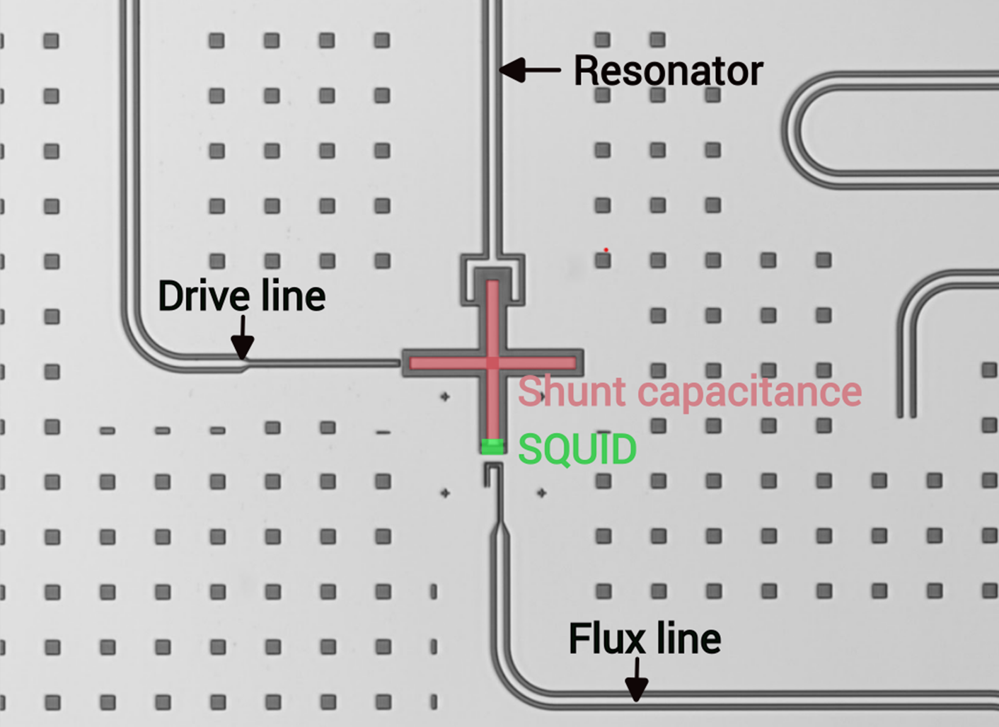 Resonator
Drive line
Shunt capacitance
SQUID
Flux line